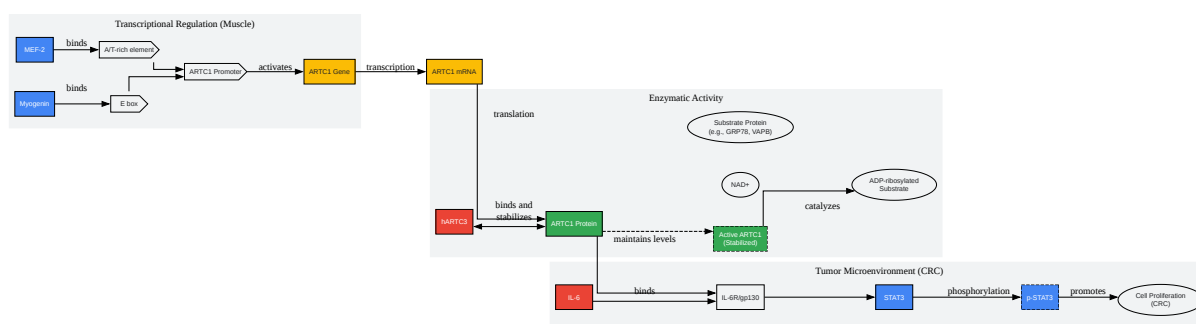 Transcriptional Regulation (Muscle)
MEF-2
binds
A/T-rich element
ARTC1 Promoter
activates
ARTC1 Gene
transcription
ARTC1 mRNA
Myogenin
binds
E box
Enzymatic Activity
translation
Substrate Protein
(e.g., GRP78, VAPB)
NAD+
ADP-ribosylated
Substrate
catalyzes
hARTC3
binds and
stabilizes
ARTC1 Protein
maintains levels
Active ARTC1
(Stabilized)
Tumor Microenvironment (CRC)
IL-6
binds
IL-6R/gp130
STAT3
phosphorylation
p-STAT3
promotes
Cell Proliferation
(CRC)